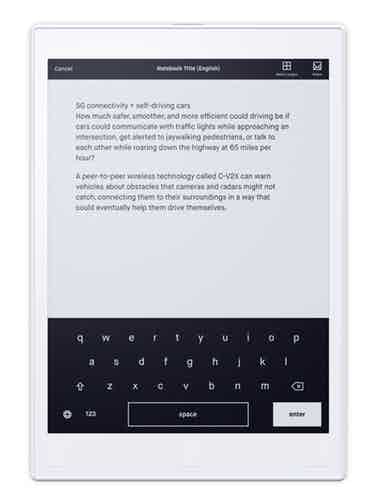 Cancel
Notebook Title (English)
5G connectivity + self-driving cars
How much safer, smoother, and more efficient could driving be if
cars could communicate with traffic lights while approaching an
intersection, get alerted to jaywalking pedestrians, or talk to
each other while roaring down the highway at 65 miles per
hour?
A peer-to-peer wireless technology called C-V2X can warn
vehicles about obstacles that cameras and radars might not
catch, connecting them to their surroundings in a way that
could eventually help them drive themselves.
q w e r t y u i o p
a s d f g h j k l
z x c v b n m
123 space enter